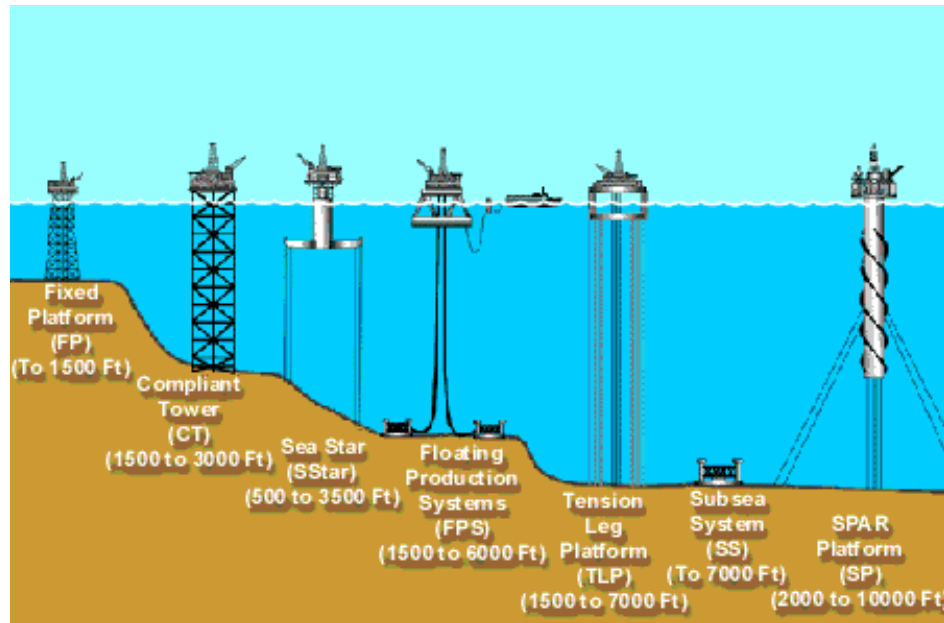 Fixed
Platform
(FP)
(To 1500 Ft)
Compliant
Tower
(CT)
(1500 to 3000 Ft)
Sea Star
(SStar)
(500 to 3500 Ft)
Floating
Production
Systems
(FPS)
(1500 to 6000 Ft)
Tension
Leg
Platform
(TLP)
(1500 to 7000 Ft)
Subsea
System
(SS)
(To 7000 Ft)
SPAR
Platform
(SP)
(2000 to 10000 Ft)